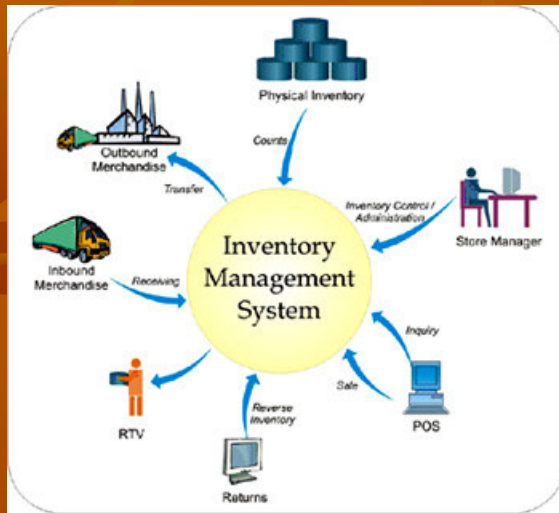 Physical Inventory
Outbound
Merchandise
Counts
Transfer
Inventory Control /
Administration
Store Manager
Inbound
Merchandise
Receiving
Inventory
Management
System
Inquiry
Sale
POS
RTV
Reverse
Inventory
Returns